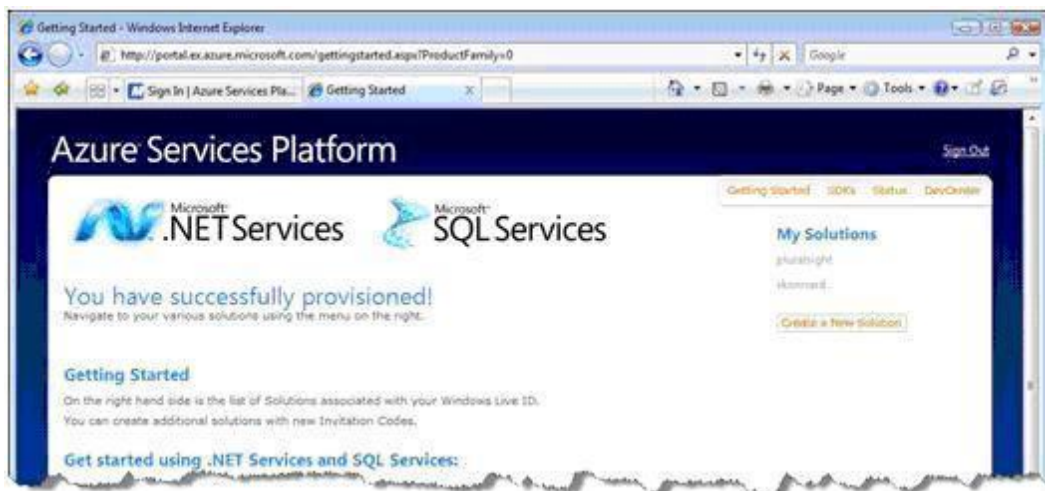 Getting Started - Windows Internet Explorer
http://portal.ex.azure.microsoft.com/gettingstarted.aspx?ProductFamily=0
Google
Sign In | Azure Services Pla...
Getting Started
Page
Tools
Azure Services Platform
Sign Out
Getting Started SDKs Status DevCenter
Microsoft
.NET Services
Microsoft
SQL Services
My Solutions
pluralsight
skonnard
You have successfully provisioned!
Navigate to your various solutions using the menu on the right.
Create a New Solution
Getting Started
On the right hand side is the list of Solutions associated with your Windows Live ID.
You can create additional solutions with new Invitation Codes.
Get started using .NET Services and SQL Services: